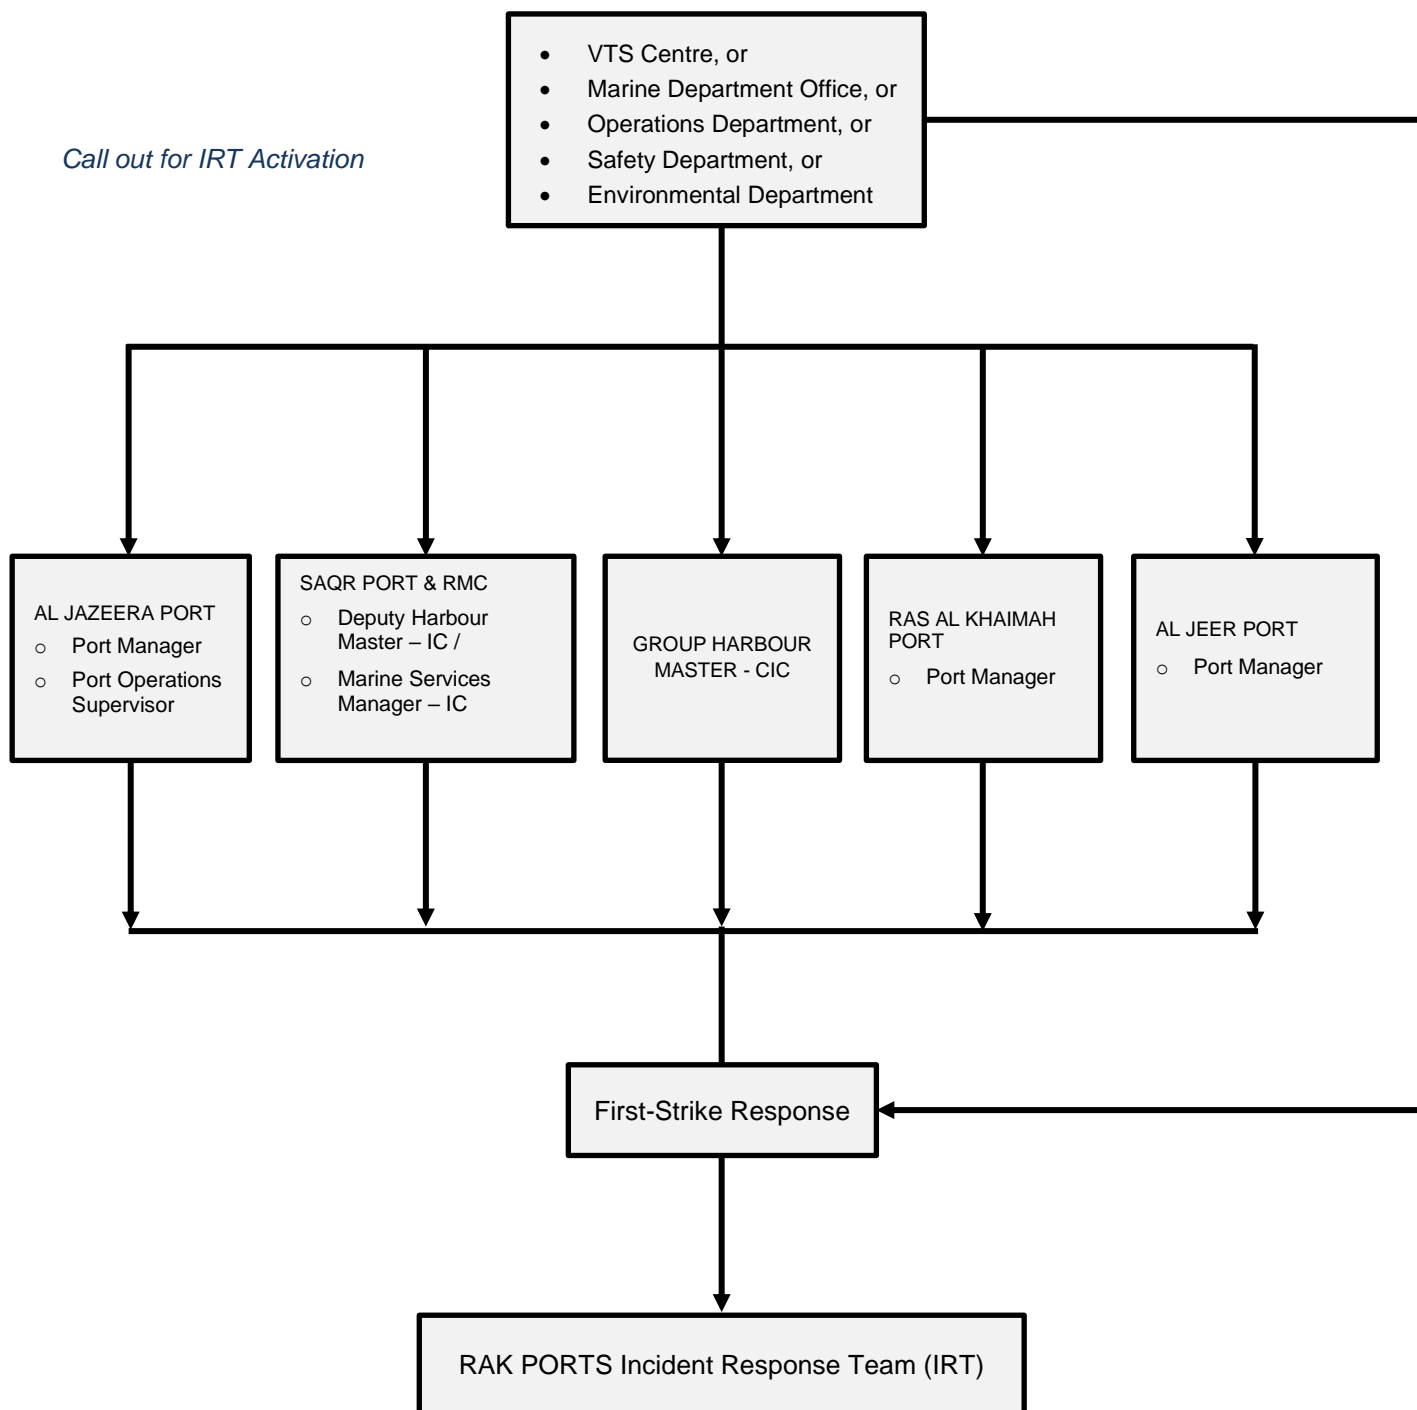 • VTS Centre, or
• Marine Department Office, or
• Operations Department, or
Call out for IRT Activation
• Safety Department, or
• Environmental Department
AL JAZEERA PORT
o Port Manager
o Port Operations
Supervisor
SAQR PORT & RMC
o Deputy Harbour
Master – IC /
o Marine Services
Manager – IC
GROUP HARBOUR
MASTER - CIC
RAS AL KHAIMAH
PORT
o Port Manager
AL JEER PORT
o Port Manager
First-Strike Response
RAK PORTS Incident Response Team (IRT)